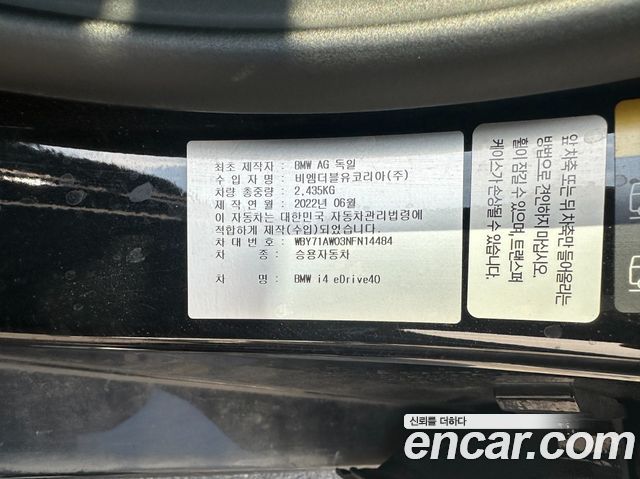 최초 제작자 : BMW AG 독일
수 입 자 명 : 비엠더블유코리아(주)
차량 총중량 : 2,435KG
제 작 연 월 : 2022년 06월
이 자동차는 대한민국 자동차관리법령에
적합하게 제작(수입)되었습니다.
차 대 번 호 : WBY71AW03NFN14484
차 종 : 승용자동차
차 명 : BMW i4 eDrive40
앞차축 또는 뒤차축만 들어올리는
방법으로 견인하지 마십시오.
휠이 잠길 수 있으며, 트랜스퍼
케이스가 손상될 수 있습니다.
신뢰를 더하다
encar.com